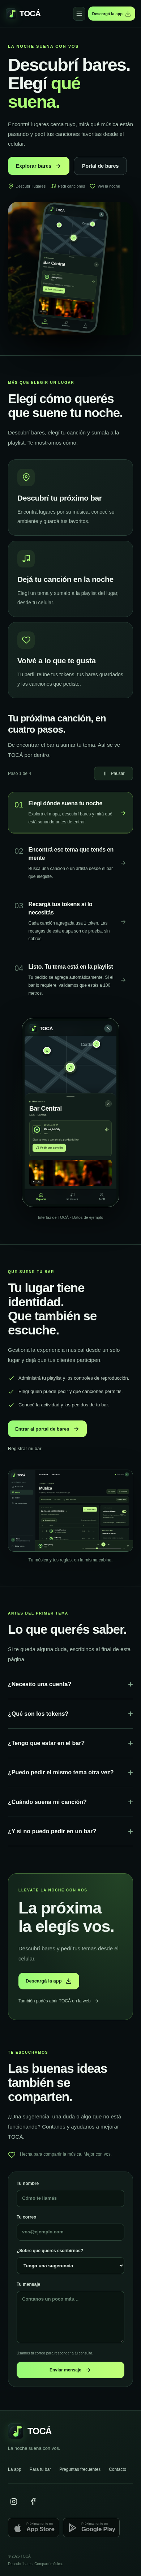 TOCÁ
Descargá la app
LA NOCHE SUENA CON VOS
Descubrí bares.
Elegí qué
suena.
Encontrá lugares cerca tuyo, mirá qué música están
pasando y pedí tus canciones favoritas desde el
celular.
Explorar bares
Portal de bares
Descubrí lugares
Pedí canciones
Viví la noche
TOCÁ
Bar Central
MÁS QUE ELEGIR UN LUGAR
Elegí cómo querés
que suene tu noche.
Descubrí bares, elegí tu canción y sumala a la
playlist. Te mostramos cómo.
Descubrí tu próximo bar
Encontrá lugares por su música, conocé su
ambiente y guardá tus favoritos.
Dejá tu canción en la noche
Elegí un tema y sumalo a la playlist del lugar,
desde tu celular.
Volvé a lo que te gusta
Tu perfil reúne tus tokens, tus bares guardados
y las canciones que pediste.
Tu próxima canción, en
cuatro pasos.
De encontrar el bar a sumar tu tema. Así se ve
TOCÁ por dentro.
Paso 1 de 4
Pausar
01
Elegí dónde suena tu noche
Explorá el mapa, descubrí bares y mirá qué
está sonando antes de entrar.
02
Encontrá ese tema que tenés en
mente
Buscá una canción o un artista desde el bar
que elegiste.
03
Recargá tus tokens si lo
necesitás
Cada canción agregada usa 1 token. Las
recargas de esta etapa son de prueba, sin
cobros.
04
Listo. Tu tema está en la playlist
Tu pedido se agrega automáticamente. Si el
bar lo requiere, validamos que estés a 100
metros.
TOCÁ
Bar Central
Interfaz de TOCÁ · Datos de ejemplo
QUE SUENE TU BAR
Tu lugar tiene
identidad.
Que también se
escuche.
Gestioná la experiencia musical desde un solo
lugar y dejá que tus clientes participen.
Administrá tu playlist y los controles de reproducción.
Elegí quién puede pedir y qué canciones permitís.
Conocé la actividad y los pedidos de tu bar.
Entrar al portal de bares
Registrar mi bar
TOCÁ
Música
Tu música y tus reglas, en la misma cabina.
ANTES DEL PRIMER TEMA
Lo que querés saber.
Si te queda alguna duda, escribinos al final de esta
página.
¿Necesito una cuenta?
¿Qué son los tokens?
¿Tengo que estar en el bar?
¿Puedo pedir el mismo tema otra vez?
¿Cuándo suena mi canción?
¿Y si no puedo pedir en un bar?
LLEVATE LA NOCHE CON VOS
La próxima
la elegís vos.
Descubrí bares y pedí tus temas desde el
celular.
Descargá la app
También podés abrir TOCÁ en la web
TE ESCUCHAMOS
Las buenas ideas
también se
comparten.
¿Una sugerencia, una duda o algo que no está
funcionando? Contanos y ayudanos a mejorar
TOCÁ.
Hecha para compartir la música. Mejor con vos.
Tu nombre
Cómo te llamás
Tu correo
vos@ejemplo.com
¿Sobre qué querés escribirnos?
Tengo una sugerencia
Tu mensaje
Contanos un poco más...
Usamos tu correo para responder a tu consulta.
Enviar mensaje
TOCÁ
La noche suena con vos.
La app
Para tu bar
Preguntas frecuentes
Contacto
App Store
Google Play
© 2026 TOCÁ
Descubrí bares. Compartí música.